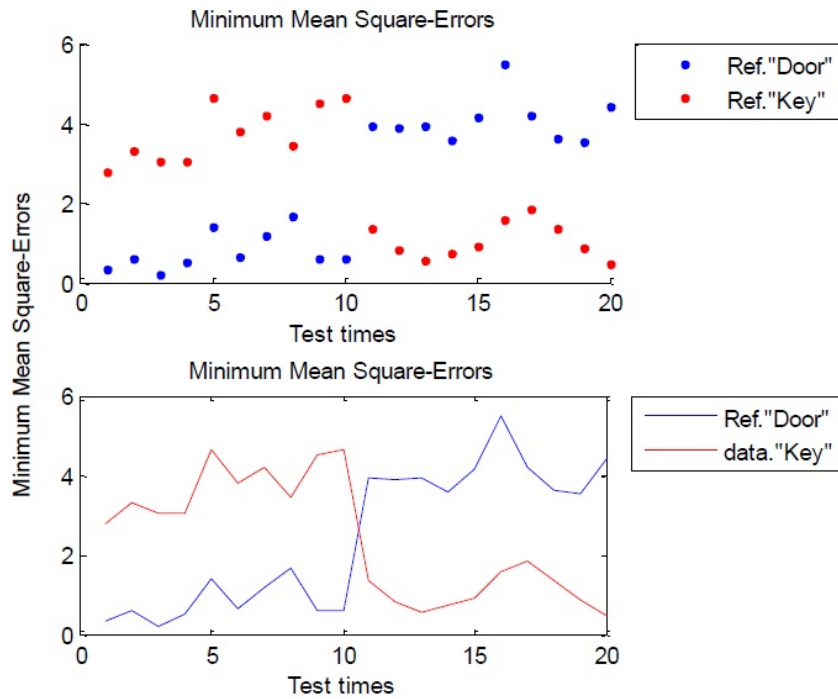 Minimum Mean Square-Errors
6
4
2
0
0 5 10 15 20
Test times
Ref."Door"
Ref."Key"
Minimum Mean Square-Errors
Minimum Mean Square-Errors
6
4
2
0
0 5 10 15 20
Test times
Ref."Door"
data."Key"